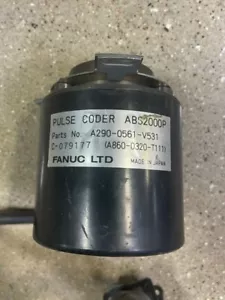 PULSE CODER ABS2000P
Parts No. A290-0561-V531
C-079177 (A860-0320-T111)
FANUC LTD
MADE IN JAPAN